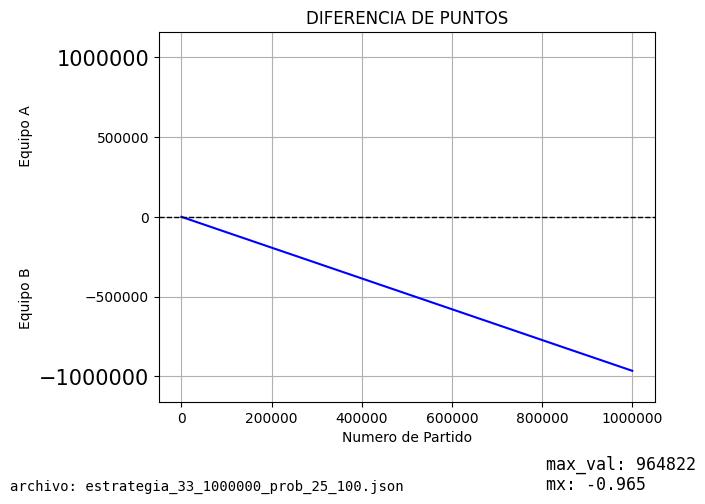 DIFERENCIA DE PUNTOS
1000000
500000
0
−500000
−1000000
Equipo A
Equipo B
0 200000 400000 600000 800000 1000000
Numero de Partido
max_val: 964822
archivo: estrategia_33_1000000_prob_25_100.json
mx: -0.965